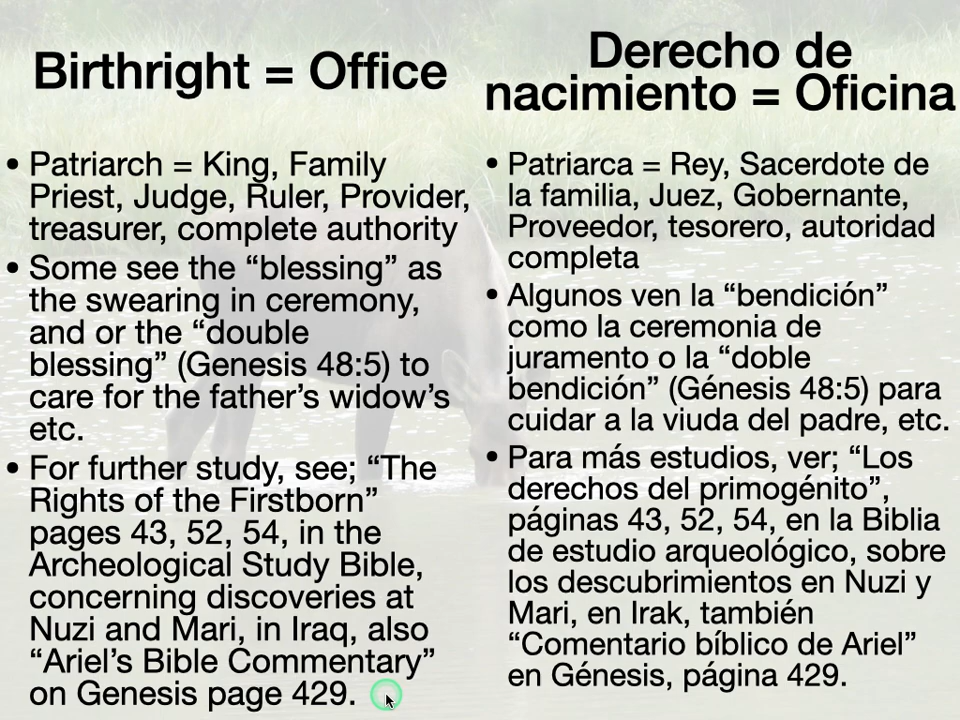 Birthright = Office
• Patriarch = King, Family
Priest, Judge, Ruler, Provider,
treasurer, complete authority
• Some see the “blessing” as
the swearing in ceremony,
and or the “double
blessing” (Genesis 48:5) to
care for the father’s widow’s
etc.
• For further study, see; “The
Rights of the Firstborn”
pages 43, 52, 54, in the
Archeological Study Bible,
concerning discoveries at
Nuzi and Mari, in Iraq, also
“Ariel’s Bible Commentary”
on Genesis page 429.
Derecho de
nacimiento = Oficina
• Patriarca = Rey, Sacerdote de
la familia, Juez, Gobernante,
Proveedor, tesorero, autoridad
completa
• Algunos ven la “bendición”
como la ceremonia de
juramento o la “doble
bendición” (Génesis 48:5) para
cuidar a la viuda del padre, etc.
• Para más estudios, ver; “Los
derechos del primogénito”,
páginas 43, 52, 54, en la Biblia
de estudio arqueológico, sobre
los descubrimientos en Nuzi y
Mari, en Irak, también
“Comentario bíblico de Ariel”
en Génesis, página 429.